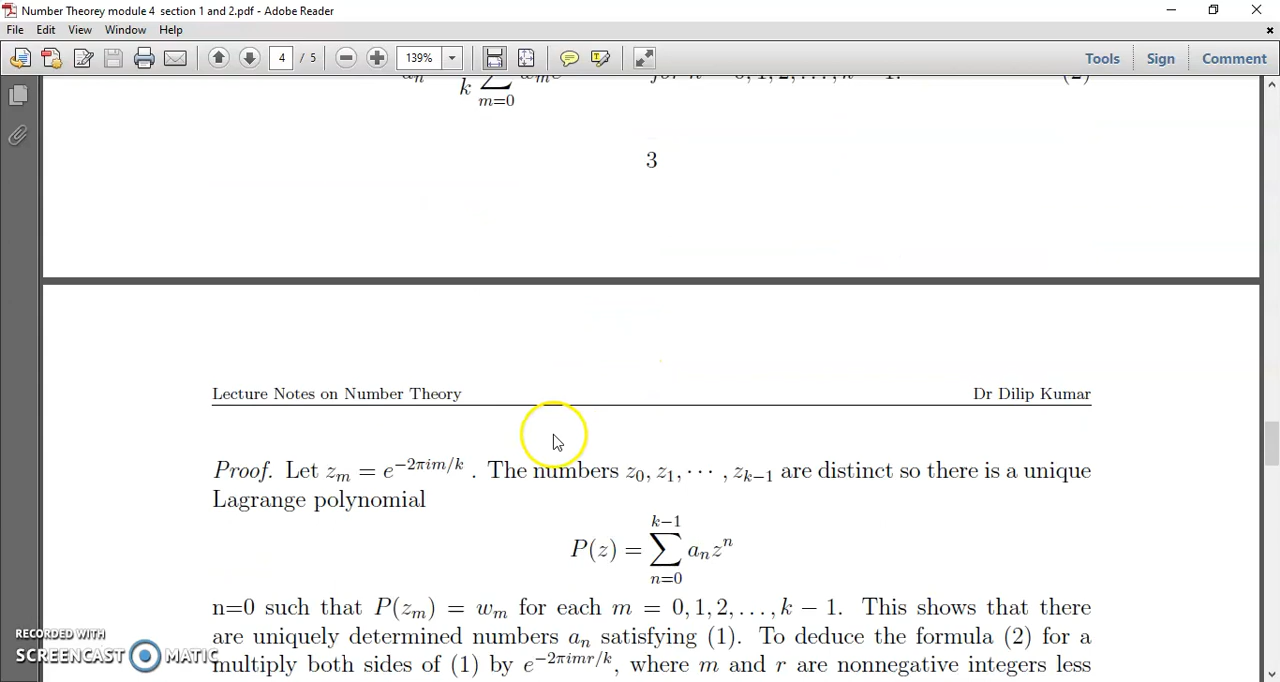 Number Theorey module 4 section 1 and 2.pdf - Adobe Reader
File Edit View Window Help
4 / 5 139% Tools Sign Comment
k m=0
3
Lecture Notes on Number Theory Dr Dilip Kumar
Proof. Let z_m = e^{−2πim/k} . The numbers z_0, z_1, ··· , z_{k−1} are distinct so there is a unique
Lagrange polynomial
P(z) = ∑_{n=0}^{k−1} a_n z^n
n=0 such that P(z_m) = w_m for each m = 0, 1, 2, . . . , k − 1. This shows that there
are uniquely determined numbers a_n satisfying (1). To deduce the formula (2) for a
multiply both sides of (1) by e^{−2πimr/k}, where m and r are nonnegative integers less
RECORDED WITH
SCREENCAST MATIC